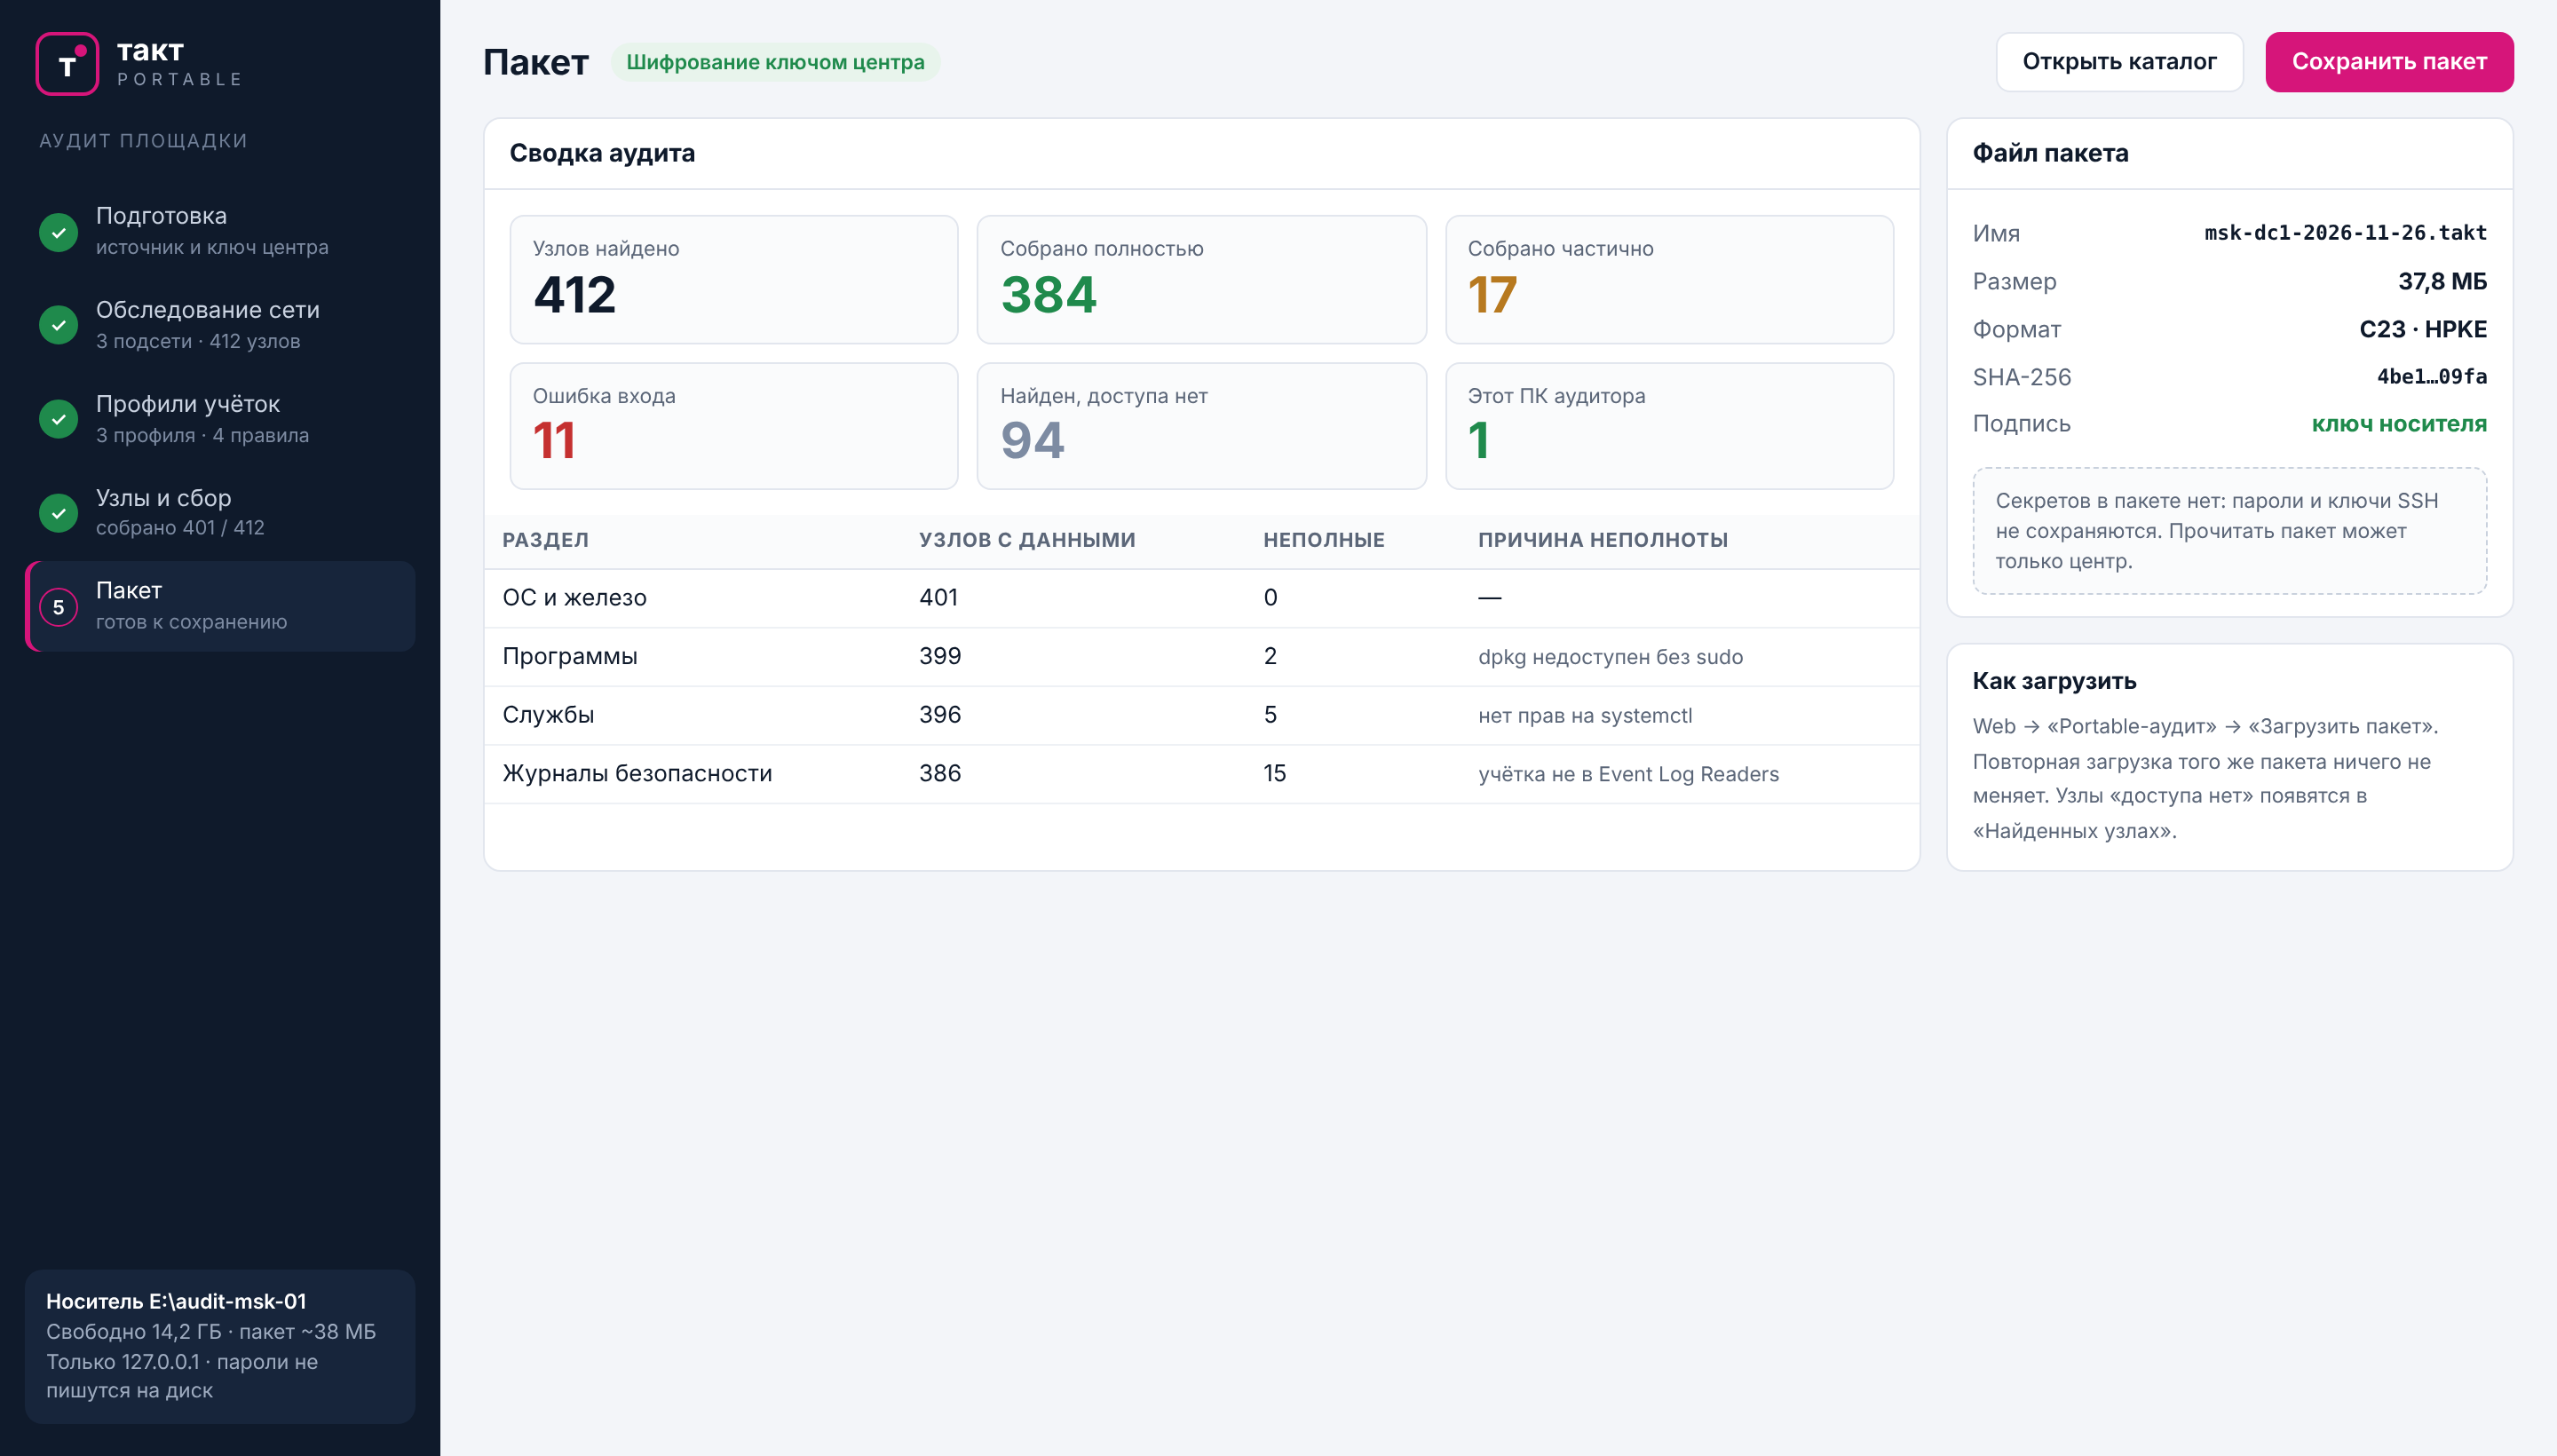 т
такт
PORTABLE
АУДИТ ПЛОЩАДКИ
Подготовка
источник и ключ центра
Обследование сети
3 подсети · 412 узлов
Профили учёток
3 профиля · 4 правила
Узлы и сбор
собрано 401 / 412
5
Пакет
готов к сохранению
Носитель E:\audit-msk-01
Свободно 14,2 ГБ · пакет ~38 МБ
Только 127.0.0.1 · пароли не
пишутся на диск
Пакет
Шифрование ключом центра
Открыть каталог
Сохранить пакет
Сводка аудита
Узлов найдено
412
Собрано полностью
384
Собрано частично
17
Ошибка входа
11
Найден, доступа нет
94
Этот ПК аудитора
1
РАЗДЕЛ УЗЛОВ С ДАННЫМИ НЕПОЛНЫЕ ПРИЧИНА НЕПОЛНОТЫ
ОС и железо 401 0 —
Программы 399 2 dpkg недоступен без sudo
Службы 396 5 нет прав на systemctl
Журналы безопасности 386 15 учётка не в Event Log Readers
Файл пакета
Имя msk-dc1-2026-11-26.takt
Размер 37,8 МБ
Формат C23 · HPKE
SHA-256 4be1…09fa
Подпись ключ носителя
Секретов в пакете нет: пароли и ключи SSH
не сохраняются. Прочитать пакет может
только центр.
Как загрузить
Web → «Portable-аудит» → «Загрузить пакет».
Повторная загрузка того же пакета ничего не
меняет. Узлы «доступа нет» появятся в
«Найденных узлах».